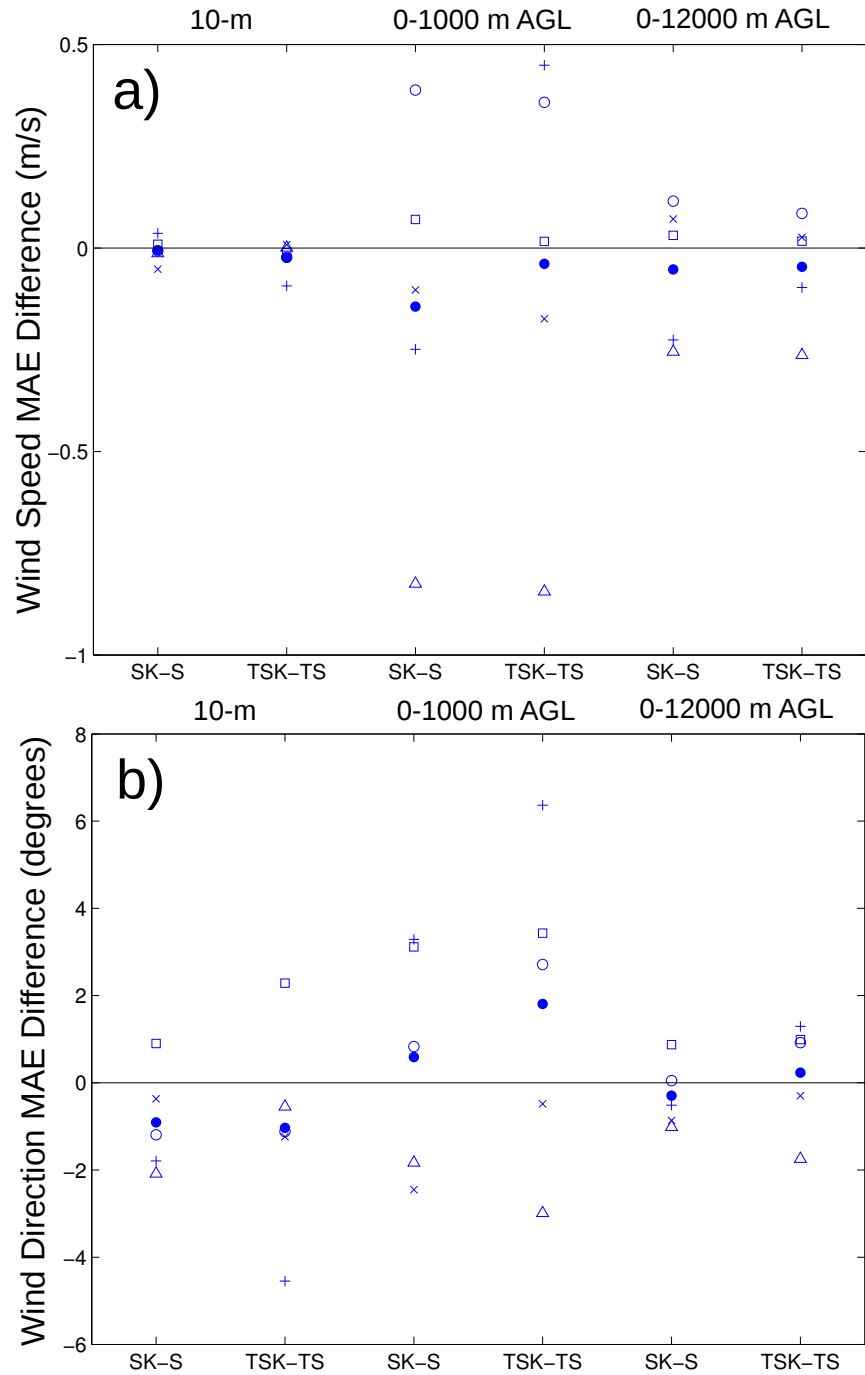 10-m 0-1000 m AGL 0-12000 m AGL
a)
Wind Speed MAE Difference (m/s)
0.5
0
−0.5
−1
SK−S TSK−TS SK−S TSK−TS SK−S TSK−TS
10-m 0-1000 m AGL 0-12000 m AGL
b)
Wind Direction MAE Difference (degrees)
8
6
4
2
0
−2
−4
−6
SK−S TSK−TS SK−S TSK−TS SK−S TSK−TS